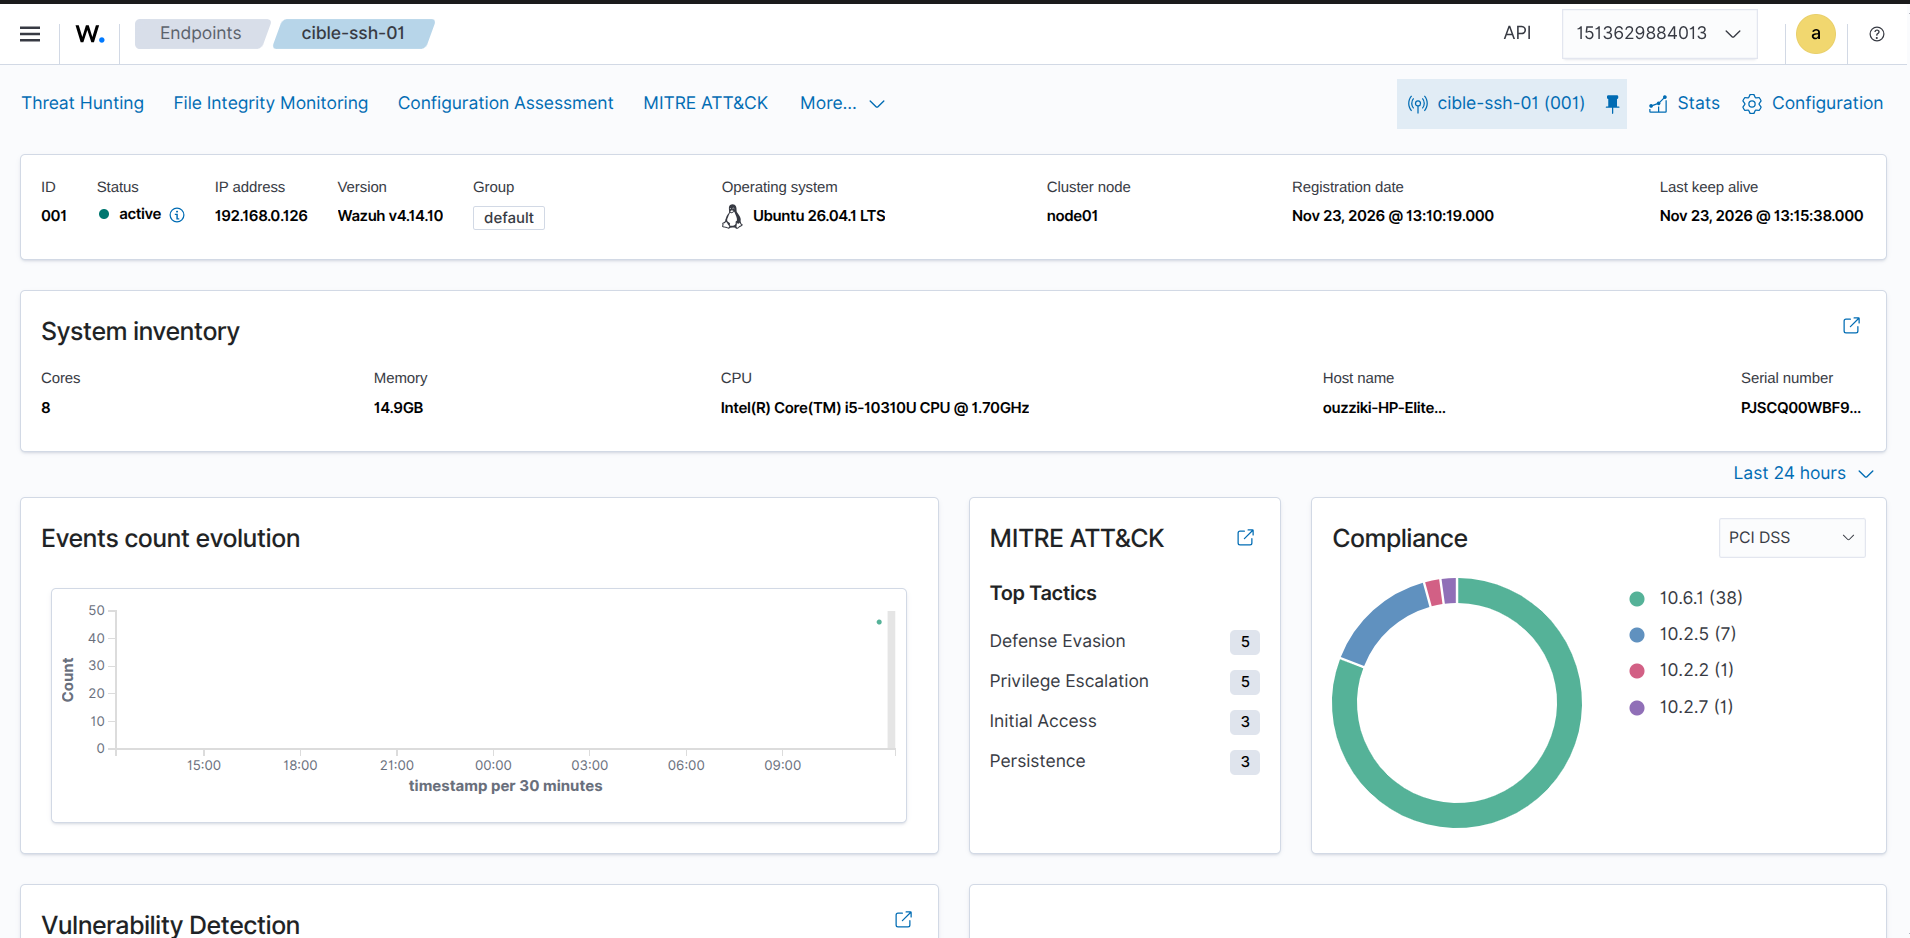 W. Endpoints cible-ssh-01 API 1513629884013 a
Threat Hunting File Integrity Monitoring Configuration Assessment MITRE ATT&CK More... cible-ssh-01 (001) Stats Configuration
ID Status IP address Version Group Operating system Cluster node Registration date Last keep alive
001 active 192.168.0.126 Wazuh v4.14.10 default Ubuntu 26.04.1 LTS node01 Nov 23, 2026 @ 13:10:19.000 Nov 23, 2026 @ 13:15:38.000
System inventory
Cores Memory CPU Host name Serial number
8 14.9GB Intel(R) Core(TM) i5-10310U CPU @ 1.70GHz ouzziki-HP-Elite... PJSCQ00WBF9...
Last 24 hours
Events count evolution
50
40
30
20
10
0
Count
15:00 18:00 21:00 00:00 03:00 06:00 09:00
timestamp per 30 minutes
MITRE ATT&CK
Top Tactics
Defense Evasion 5
Privilege Escalation 5
Initial Access 3
Persistence 3
Compliance PCI DSS
10.6.1 (38)
10.2.5 (7)
10.2.2 (1)
10.2.7 (1)
Vulnerability Detection